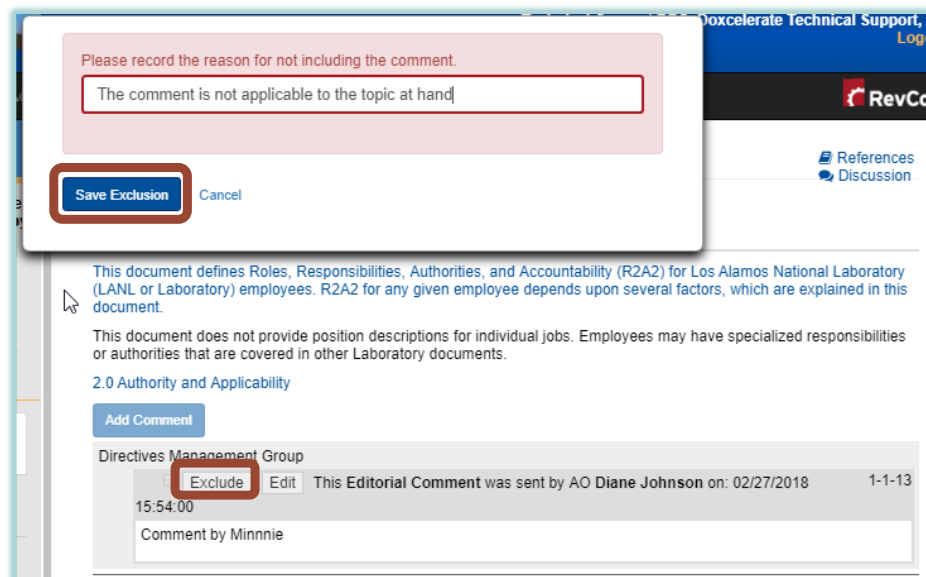 Doxcelerate Technical Support,
Please record the reason for not including the comment.
The comment is not applicable to the topic at hand
Save Exclusion Cancel
RevCo
References
Discussion
This document defines Roles, Responsibilities, Authorities, and Accountability (R2A2) for Los Alamos National Laboratory
(LANL or Laboratory) employees. R2A2 for any given employee depends upon several factors, which are explained in this
document.
This document does not provide position descriptions for individual jobs. Employees may have specialized responsibilities
or authorities that are covered in other Laboratory documents.
2.0 Authority and Applicability
Add Comment
Directives Management Group
Exclude Edit This Editorial Comment was sent by AO Diane Johnson on: 02/27/2018 1-1-13
15:54:00
Comment by Minnnie